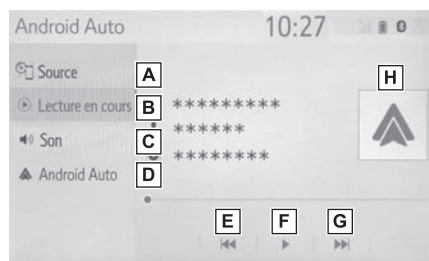 Android Auto 10:27
Source A
H
Lecture en cours B *********
Son C ******
********
Android Auto D
E F G